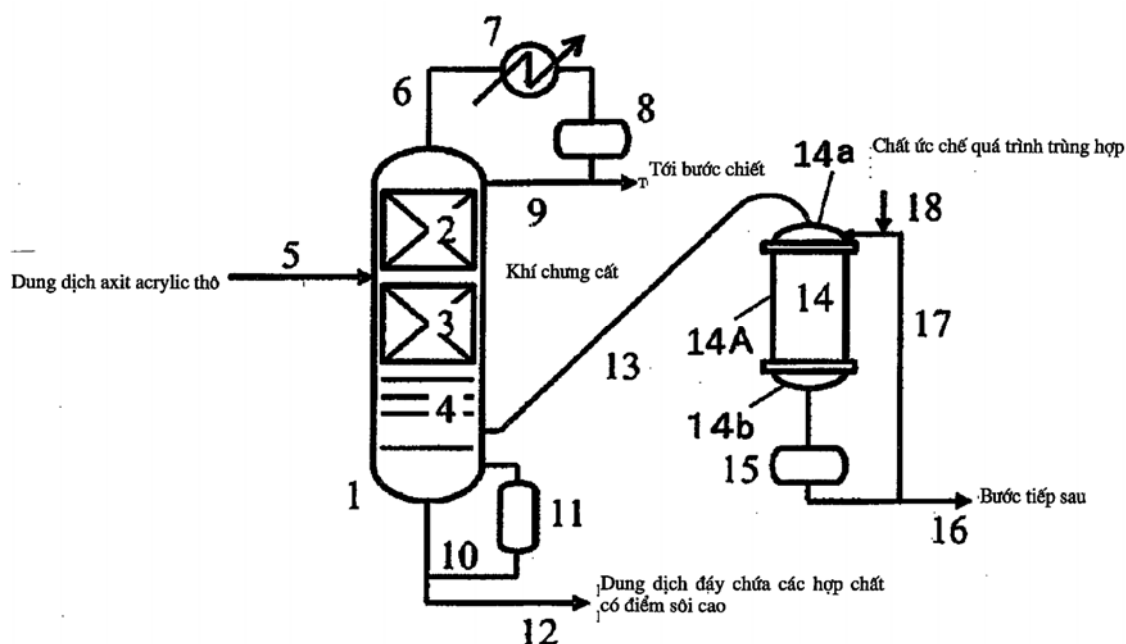 7
6
8
14a
Chất ức chế quá trình trùng hợp
Tới bước chiết
18
9
2
5
Khí chưng cất
Dung dịch axit acrylic thô
14
3
17
14A
13
4
14b
15
1
11
Bước tiếp sau
16
10
Dung dịch đáy chứa các hợp chất
có điểm sôi cao
12